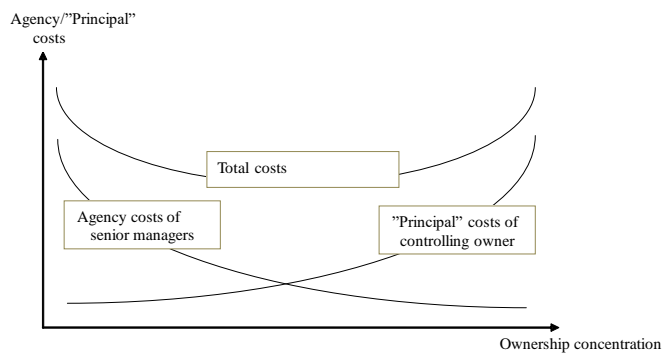 Agency/”Principal”
costs
Total costs
Agency costs of
senior managers
”Principal” costs of
controlling owner
Ownership concentration